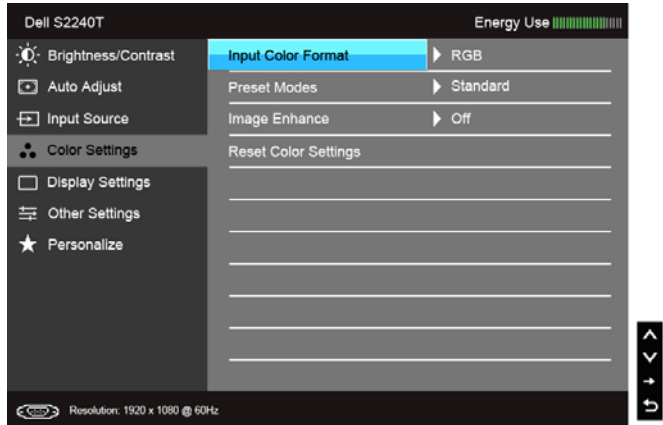 Dell S2240T
Energy Use
Brightness/Contrast
Auto Adjust
Input Source
Color Settings
Display Settings
Other Settings
Personalize
Input Color Format
RGB
Preset Modes
Standard
Image Enhance
Off
Reset Color Settings
Resolution: 1920 x 1080 @ 60Hz